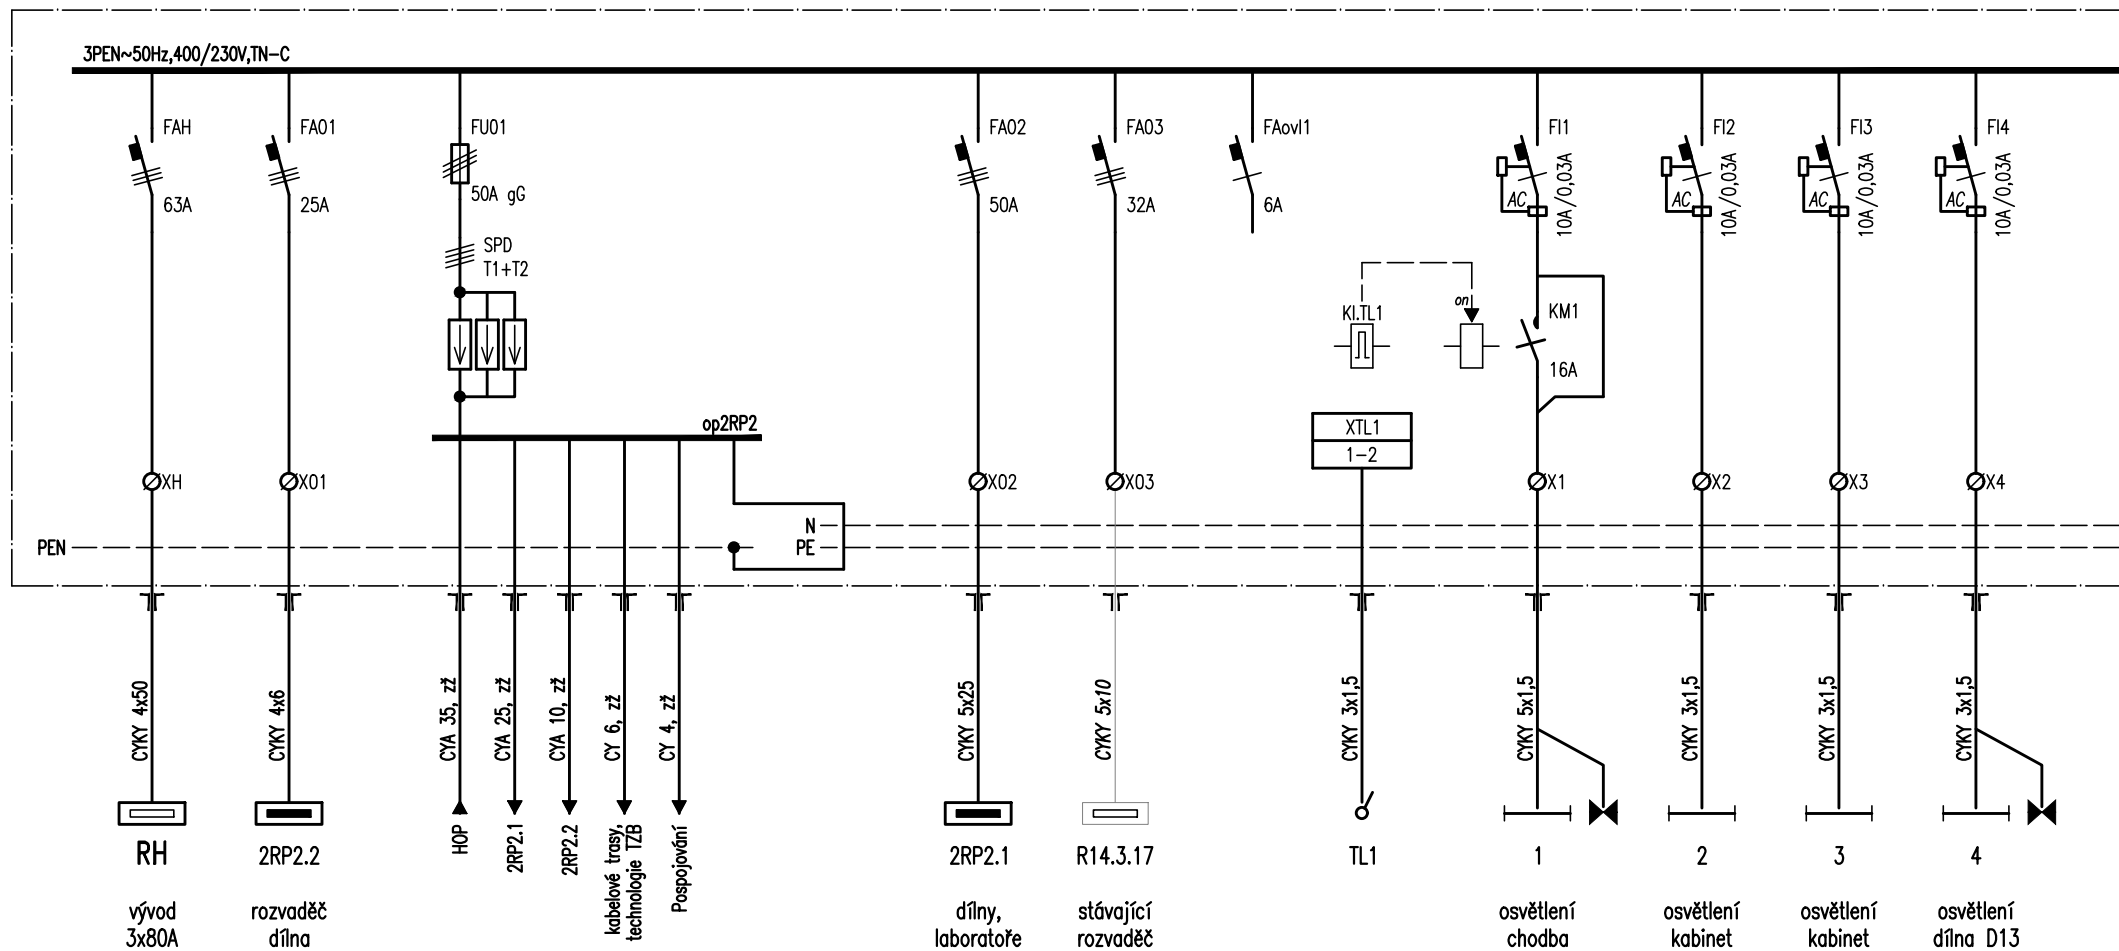 3PEN~50Hz,400/230V,TN-C
FAH
63A
FA01
25A
FU01
50A gG
SPD
T1+T2
FA02
50A
FA03
32A
FAovl1
6A
FI1
AC
10A/0,03A
FI2
AC
10A/0,03A
FI3
AC
10A/0,03A
FI4
AC
10A/0,03A
KI.TL1
on
KM1
16A
op2RP2
XTL1
1-2
XH
X01
X02
X03
X1
X2
X3
X4
N
PEN
PE
CYKY 4x50
CYKY 4x6
CYA 35, zž
CYA 25, zž
CYA 10, zž
CY 6, zž
CY 4, zž
CYKY 5x25
CYKY 5x10
CYKY 3x1,5
CYKY 5x1,5
CYKY 3x1,5
CYKY 3x1,5
CYKY 3x1,5
HOP
2RP2.1
2RP2.2
kabelové trasy,
technologie TZB
Pospojování
RH
2RP2.2
2RP2.1
R14.3.17
TL1
1
2
3
4
vývod
3x80A
rozvaděč
dílna
dílny,
laboratoře
stávající
rozvaděč
osvětlení
chodba
osvětlení
kabinet
osvětlení
kabinet
osvětlení
dílna D13